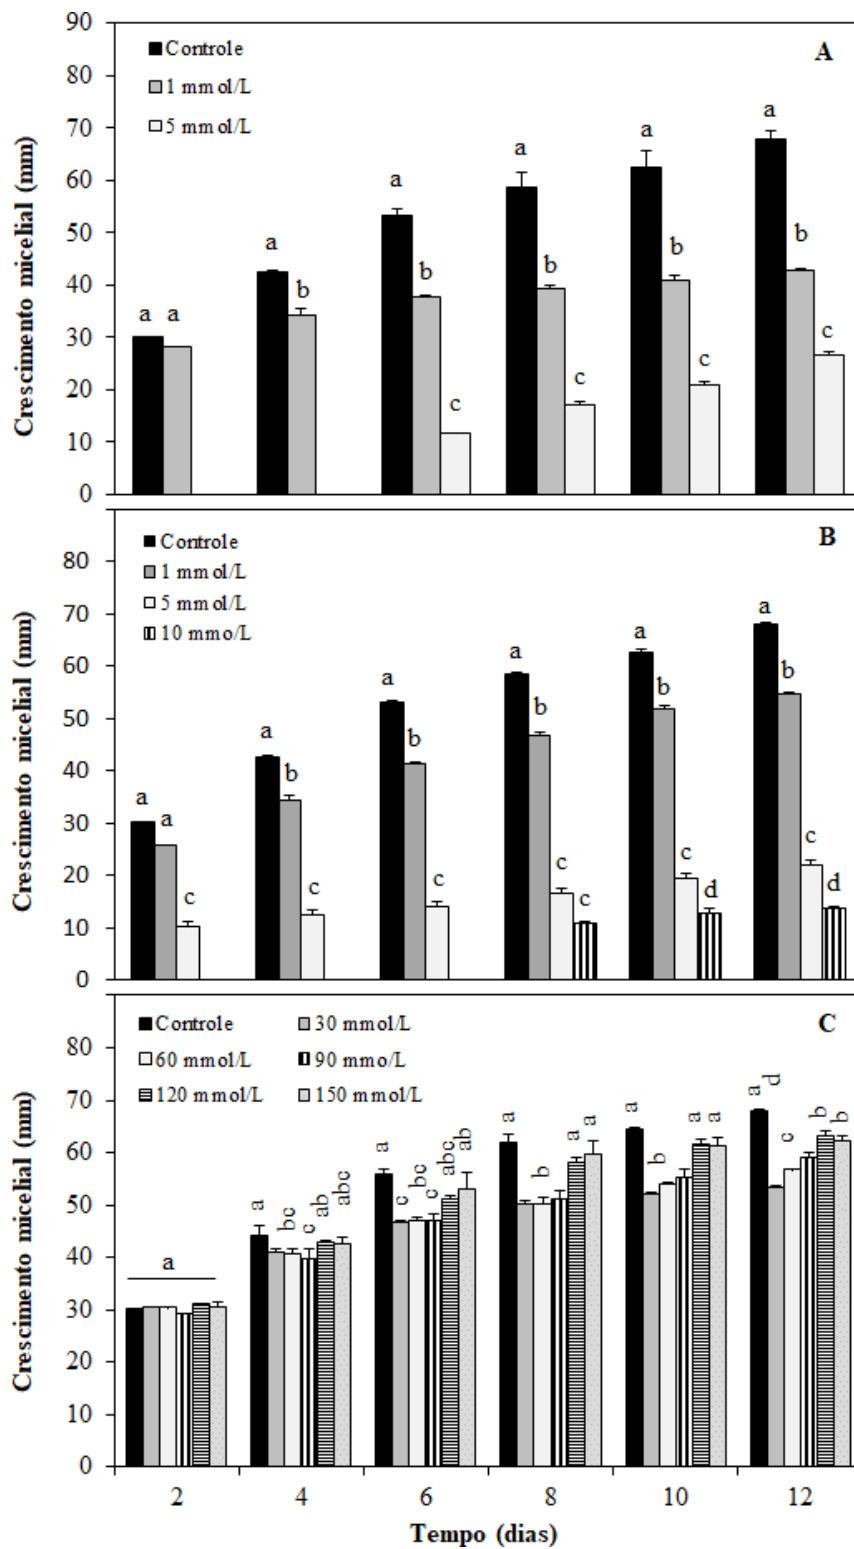 90
80
70
60
50
40
30
20
10
0
Crescimento micelial (mm)
Controle
1 mmol/L
5 mmol/L
A
a a
a b
a b c
a b c
a b c
a b c
80
70
60
50
40
30
20
10
0
Crescimento micelial (mm)
Controle
1 mmol/L
5 mmol/L
10 mmo/L
B
a a c
a b c
a b c
a b c c
a b c d
a b c d
80
70
60
50
40
30
20
10
0
Crescimento micelial (mm)
Controle 30 mmol/L
60 mmol/L 90 mmo/L
120 mmol/L 150 mmol/L
C
a
a bc c ab abc
a c bc c abc ab
a b a a
a b a a
a d c b b
2 4 6 8 10 12
Tempo (dias)